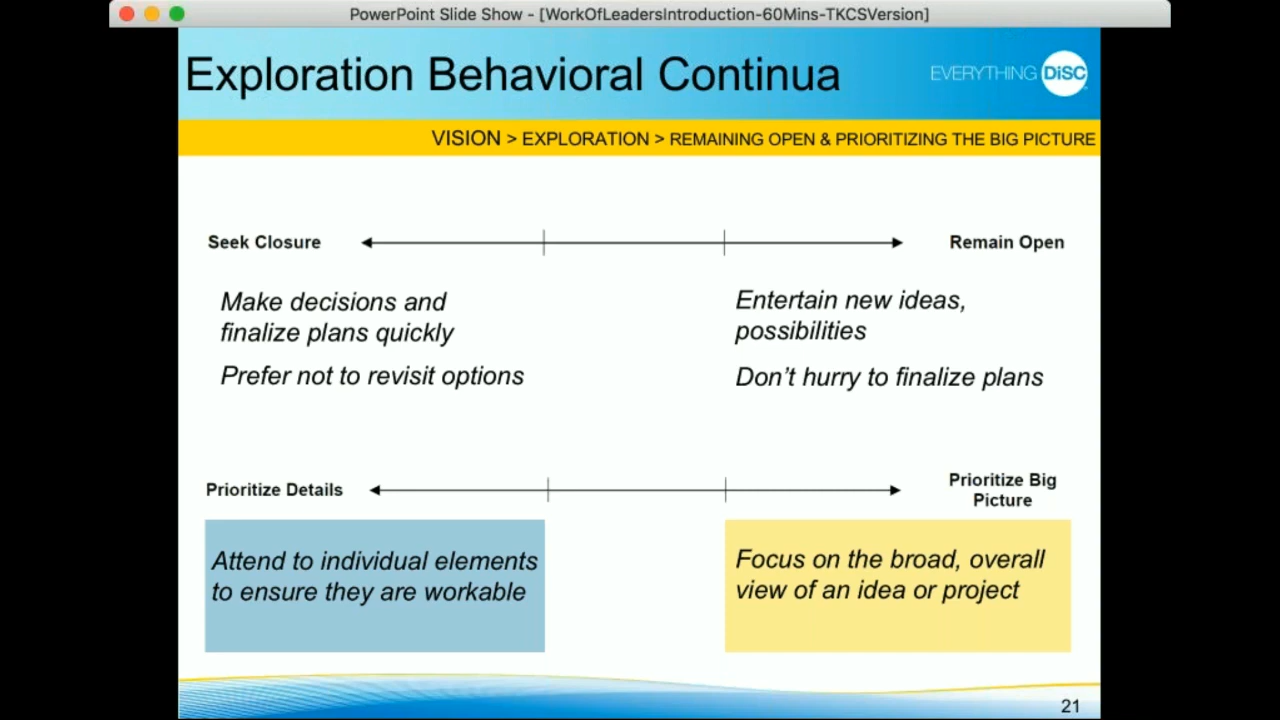 PowerPoint Slide Show - [WorkOfLeadersIntroduction-60Mins-TKCSVersion]
Exploration Behavioral Continua
EVERYTHING DiSC
VISION > EXPLORATION > REMAINING OPEN & PRIORITIZING THE BIG PICTURE
Seek Closure
Remain Open
Make decisions and
finalize plans quickly
Prefer not to revisit options
Entertain new ideas,
possibilities
Don't hurry to finalize plans
Prioritize Details
Prioritize Big
Picture
Attend to individual elements
to ensure they are workable
Focus on the broad, overall
view of an idea or project
21